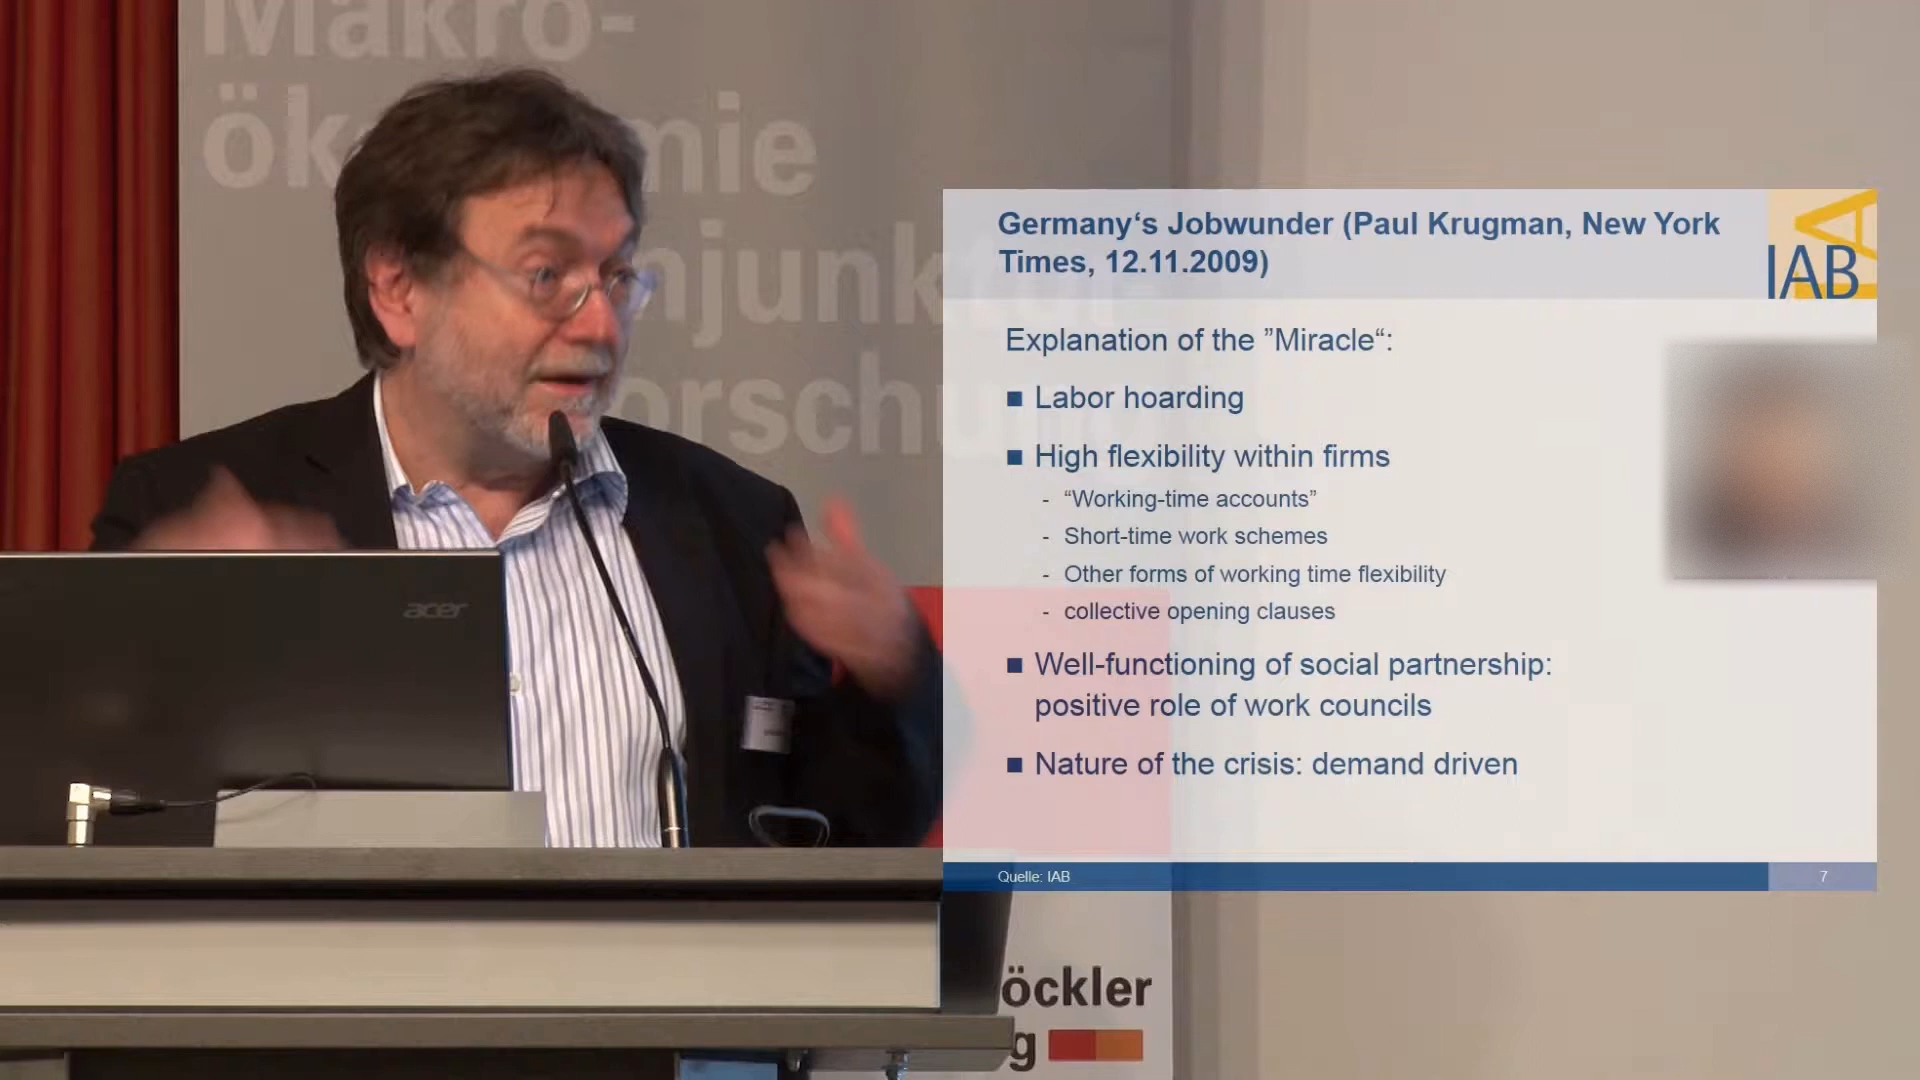 Makro-
ök mie
njunktur-
orschung
acer
Germany‘s Jobwunder (Paul Krugman, New York
Times, 12.11.2009)
IAB
Explanation of the ”Miracle“:
■ Labor hoarding
■ High flexibility within firms
- “Working-time accounts”
- Short-time work schemes
- Other forms of working time flexibility
- collective opening clauses
■ Well-functioning of social partnership:
positive role of work councils
■ Nature of the crisis: demand driven
Quelle: IAB
7
öckler
g